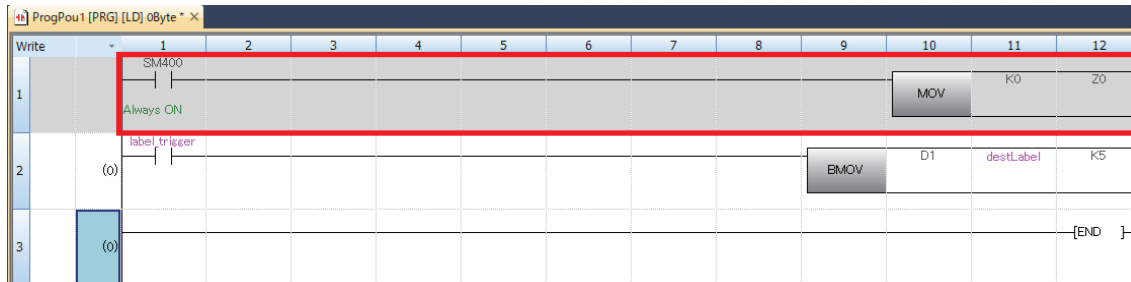 ProgPou1 [PRG] [LD] 0Byte * ×
Write 1 2 3 4 5 6 7 8 9 10 11 12
SM400
1 MOV K0 Z0
Always ON
label_trigger
2 (0) BMOV D1 destLabel K5
3 (0) [END ]